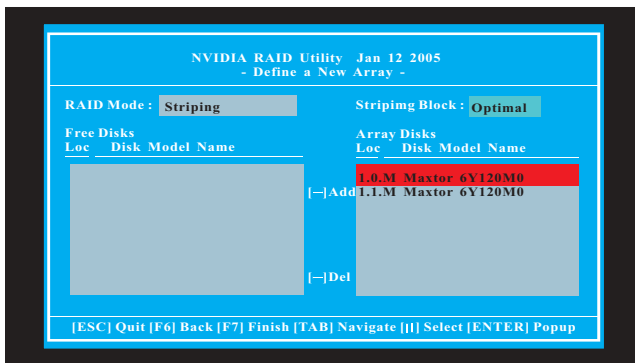 NVIDIA RAID Utility Jan 12 2005
- Define a New Array -
RAID Mode : Striping
Stripimg Block : Optimal
Free Disks
Loc Disk Model Name
Array Disks
Loc Disk Model Name
1.0.M Maxtor 6Y120M0
[—]Add
1.1.M Maxtor 6Y120M0
[—]Del
[ESC] Quit [F6] Back [F7] Finish [TAB] Navigate [||] Select [ENTER] Popup